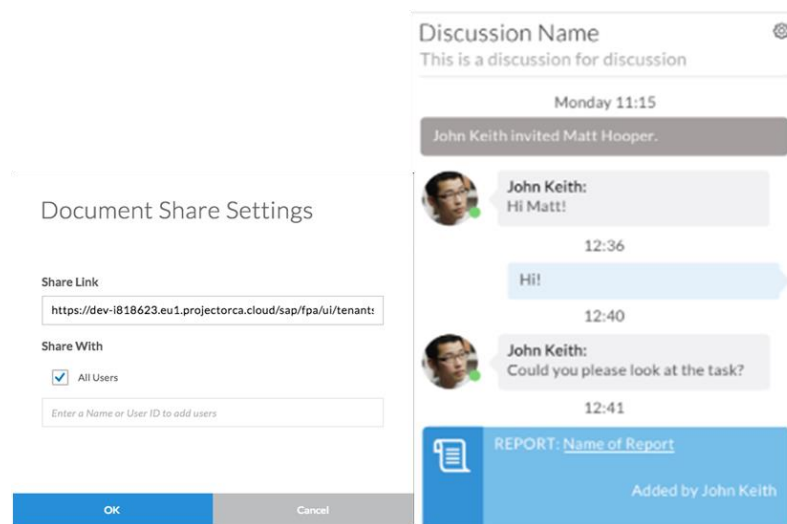 Document Share Settings
Share Link
https://dev-i818623.eu1.projectorca.cloud/sap/fpa/ui/tenants
Share With
All Users
Enter a Name or User ID to add users
OK
Cancel
Discussion Name
This is a discussion for discussion
Monday 11:15
John Keith invited Matt Hooper.
John Keith:
Hi Matt!
12:36
Hi!
12:40
John Keith:
Could you please look at the task?
12:41
REPORT: Name of Report
Added by John Keith